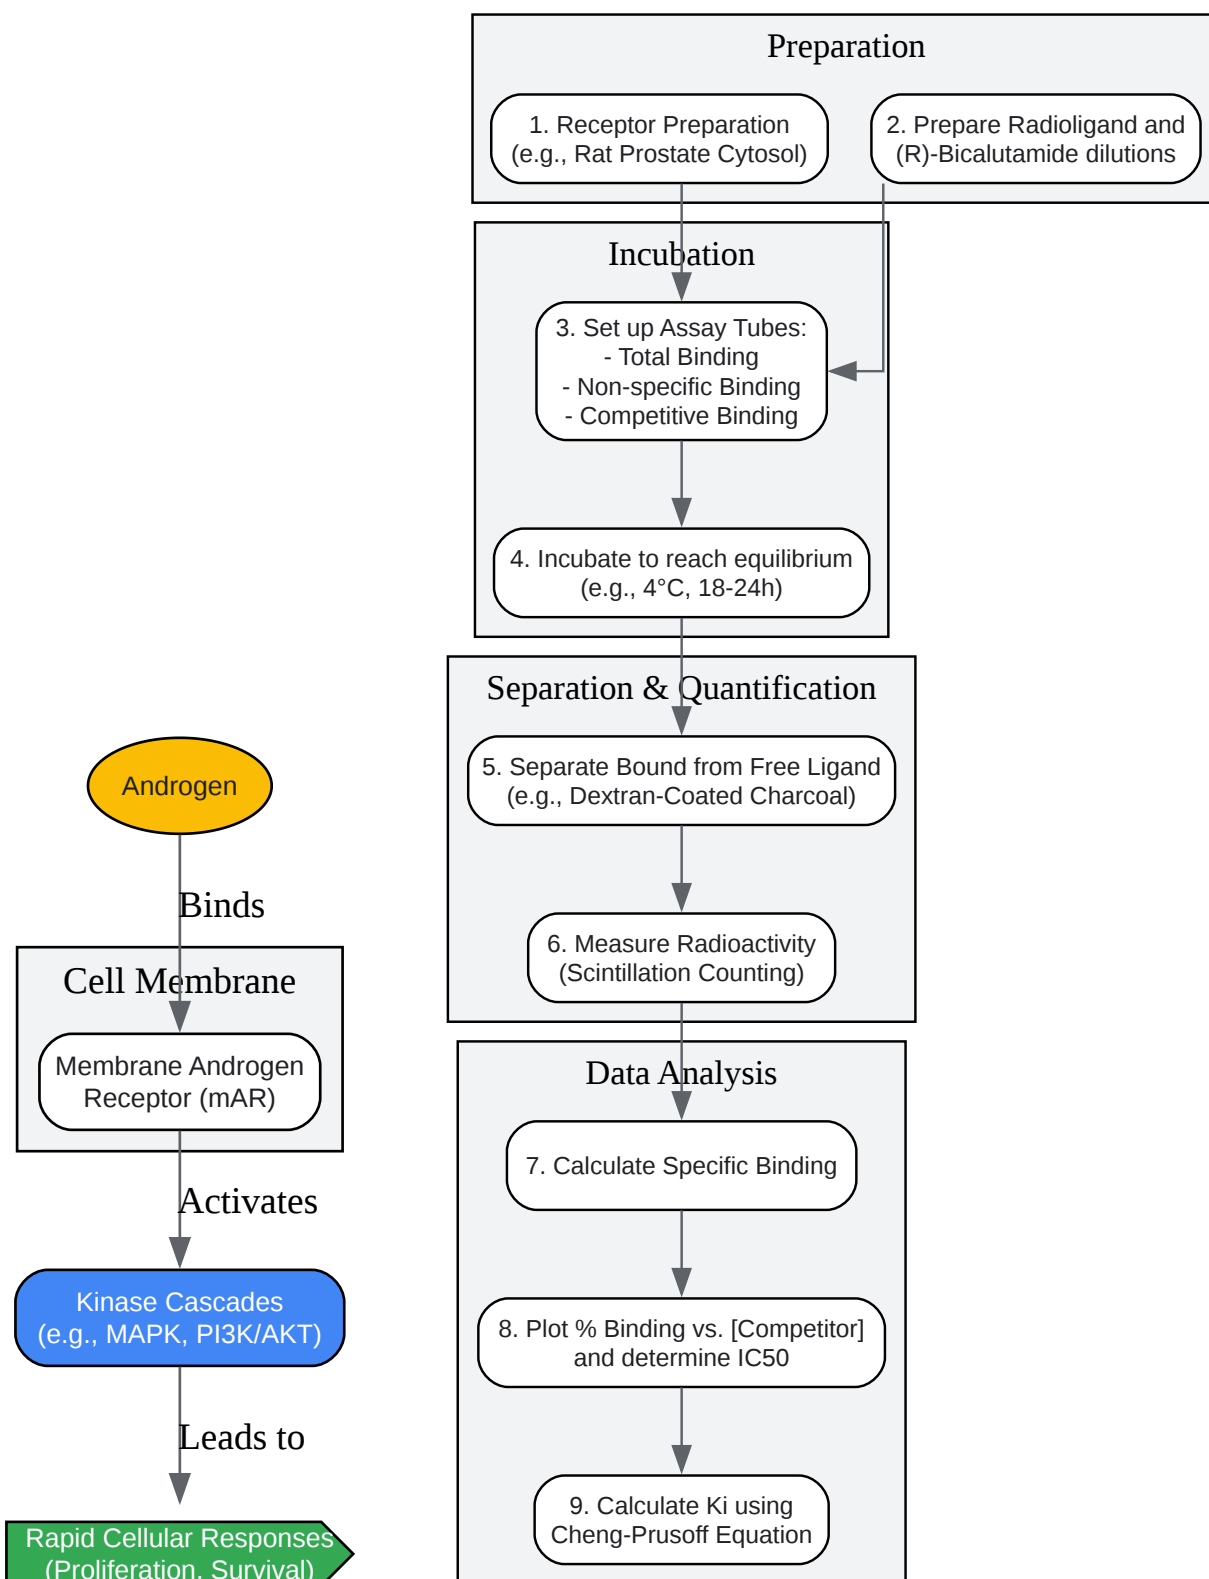 Preparation
1. Receptor Preparation
(e.g., Rat Prostate Cytosol)
2. Prepare Radioligand and
(R)-Bicalutamide dilutions
Incubation
3. Set up Assay Tubes:
- Total Binding
- Non-specific Binding
- Competitive Binding
4. Incubate to reach equilibrium
(e.g., 4°C, 18-24h)
Separation & Quantification
5. Separate Bound from Free Ligand
(e.g., Dextran-Coated Charcoal)
6. Measure Radioactivity
(Scintillation Counting)
Data Analysis
7. Calculate Specific Binding
8. Plot % Binding vs. [Competitor]
and determine IC50
9. Calculate Ki using
Cheng-Prusoff Equation
Androgen
Binds
Cell Membrane
Membrane Androgen
Receptor (mAR)
Activates
Kinase Cascades
(e.g., MAPK, PI3K/AKT)
Leads to
Rapid Cellular Responses
(Proliferation, Survival)